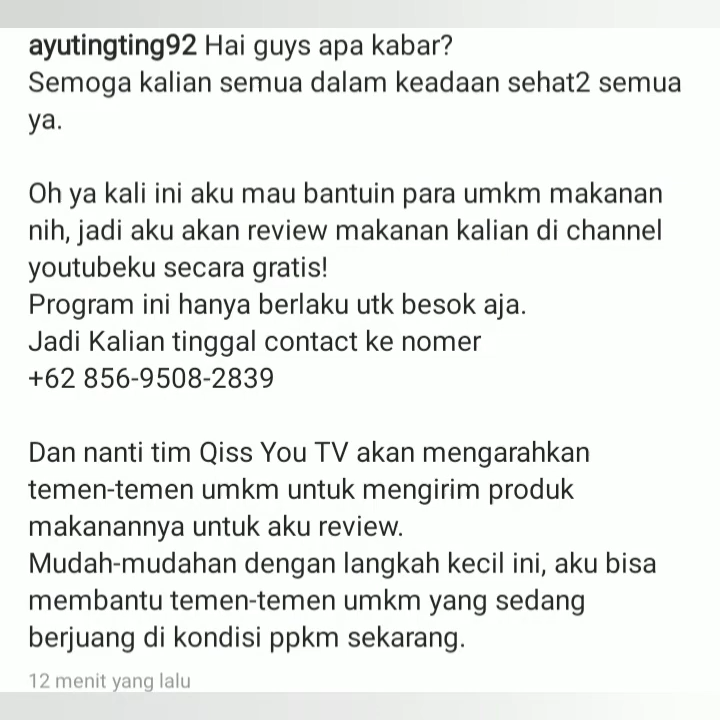 ayutingting92 Hai guys apa kabar?
Semoga kalian semua dalam keadaan sehat2 semua
ya.
Oh ya kali ini aku mau bantuin para umkm makanan
nih, jadi aku akan review makanan kalian di channel
youtubeku secara gratis!
Program ini hanya berlaku utk besok aja.
Jadi Kalian tinggal contact ke nomer
+62 856-9508-2839
Dan nanti tim Qiss You TV akan mengarahkan
temen-temen umkm untuk mengirim produk
makanannya untuk aku review.
Mudah-mudahan dengan langkah kecil ini, aku bisa
membantu temen-temen umkm yang sedang
berjuang di kondisi ppkm sekarang.
12 menit yang lalu